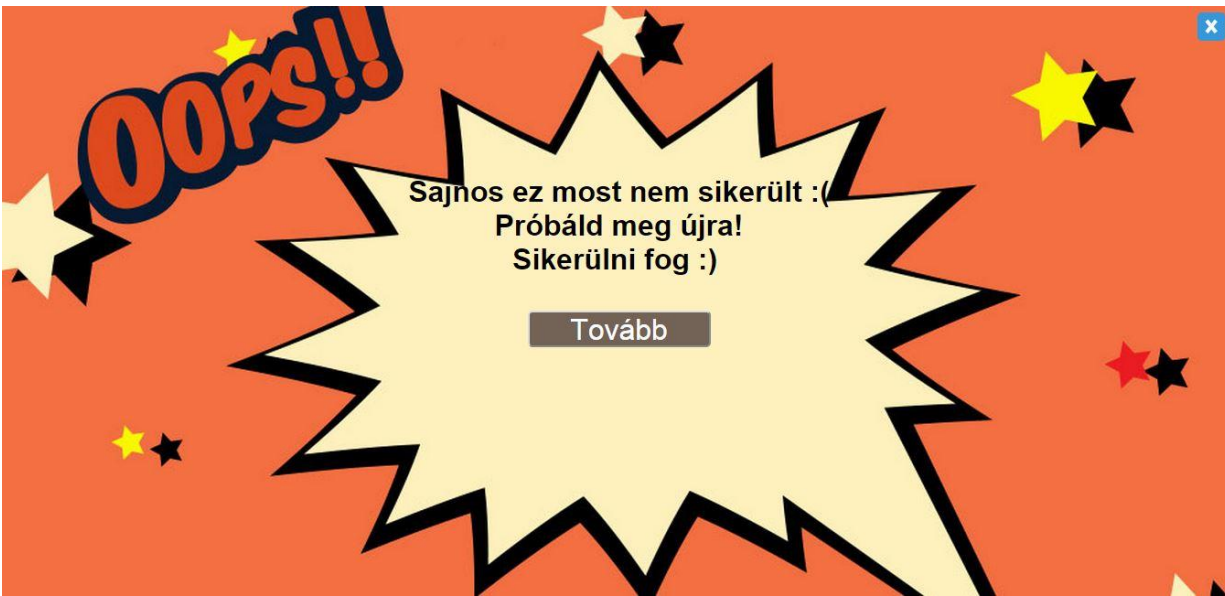 OOPS!!
Sajnos ez most nem sikerült :(
Próbáld meg újra!
Sikerülni fog :)
Tovább
x